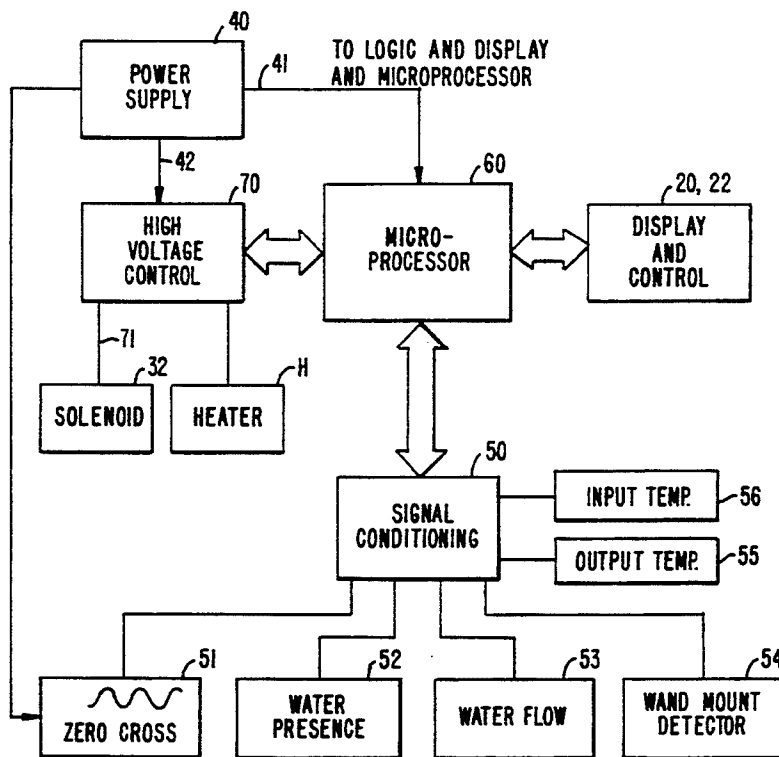 40
41
POWER
SUPPLY
TO LOGIC AND DISPLAY
AND MICROPROCESSOR
42
70
60
20, 22
HIGH
VOLTAGE
CONTROL
MICRO-
PROCESSOR
DISPLAY
AND
CONTROL
71
32
H
SOLENOID
HEATER
50
SIGNAL
CONDITIONING
INPUT TEMP.
56
OUTPUT TEMP.
55
51
52
53
54
ZERO CROSS
WATER
PRESENCE
WATER FLOW
WAND MOUNT
DETECTOR